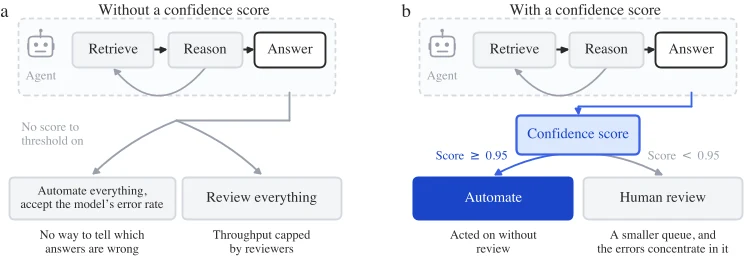 a
Without a confidence score
Retrieve
Reason
Answer
Agent
No score to
threshold on
Automate everything,
accept the model's error rate
Review everything
No way to tell which
answers are wrong
Throughput capped
by reviewers
b
With a confidence score
Retrieve
Reason
Answer
Agent
Confidence score
Score ≥ 0.95
Score < 0.95
Automate
Human review
Acted on without
review
A smaller queue, and
the errors concentrate in it